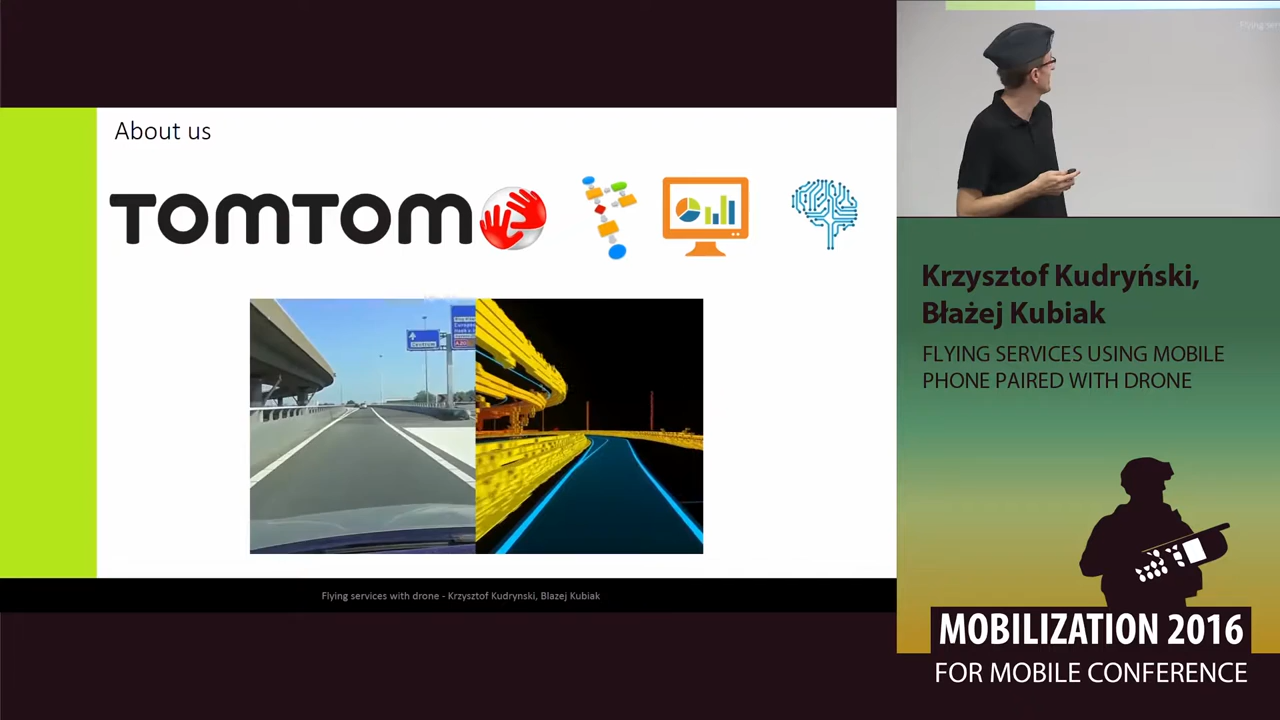 About us
TOMTOM
Centrum
Flying services with drone - Krzysztof Kudrynski, Blazej Kubiak
Krzysztof Kudryński,
Błażej Kubiak
FLYING SERVICES USING MOBILE
PHONE PAIRED WITH DRONE
MOBILIZATION 2016
FOR MOBILE CONFERENCE